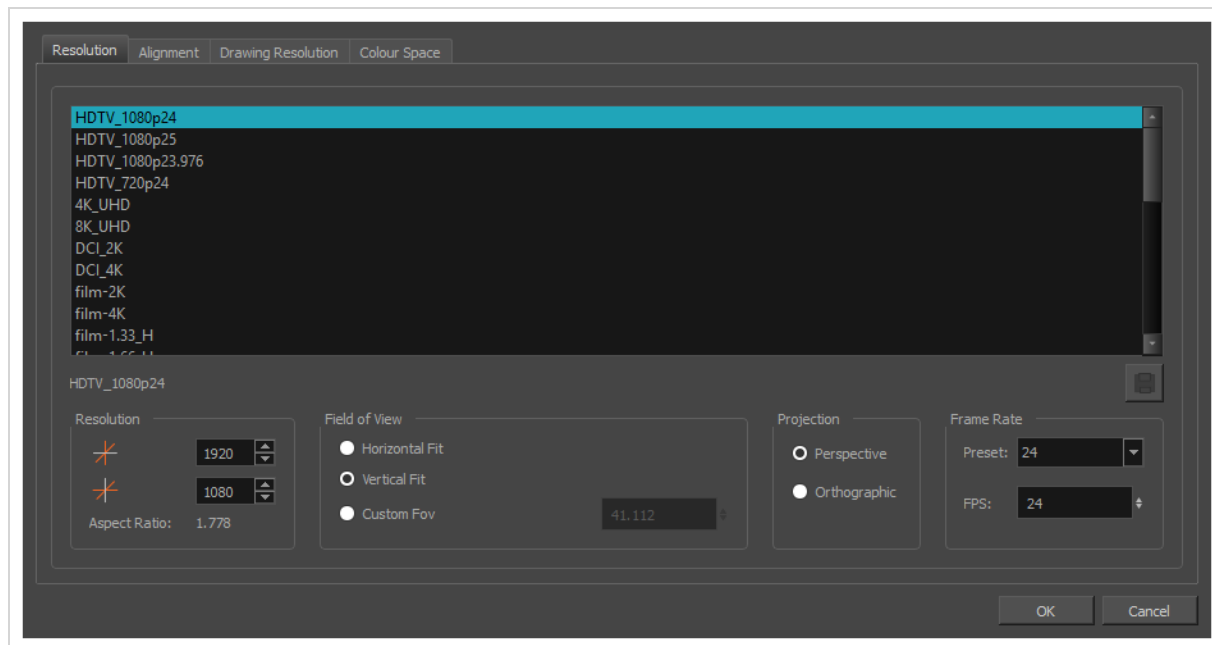 Resolution Alignment Drawing Resolution Colour Space
HDTV_1080p24
HDTV_1080p25
HDTV_1080p23.976
HDTV_720p24
4K_UHD
8K_UHD
DCI_2K
DCI_4K
film-2K
film-4K
film-1.33_H
HDTV_1080p24
Resolution Field of View Projection Frame Rate
1920 Horizontal Fit Perspective Preset: 24
Vertical Fit
1080 Orthographic FPS: 24
Custom Fov 41.112
Aspect Ratio: 1.778
OK Cancel